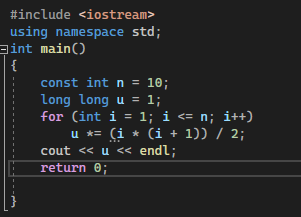 #include <iostream>
using namespace std;
int main()
{
    const int n = 10;
    long long u = 1;
    for (int i = 1; i <= n; i++)
        u *= (i * (i + 1)) / 2;
    cout << u << endl;
    return 0;
}